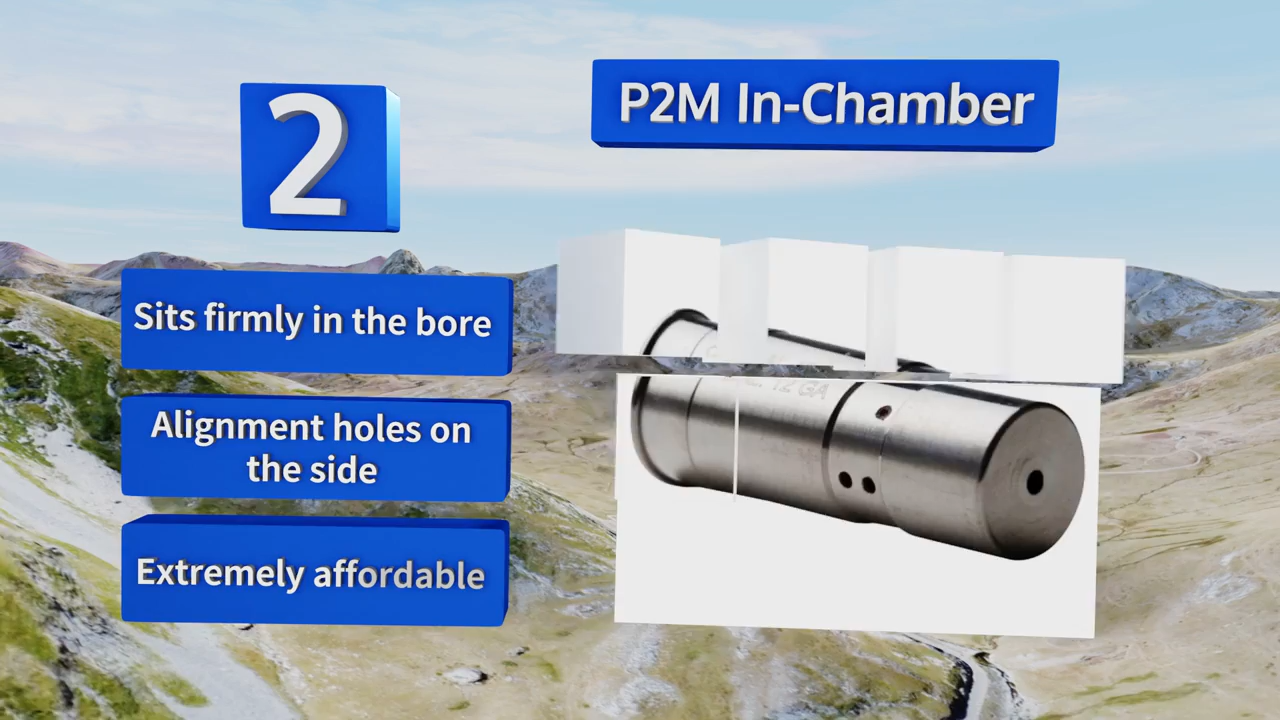 2
P2M In-Chamber
Sits firmly in the bore
Alignment holes on
the side
Extremely affordable
12 GA